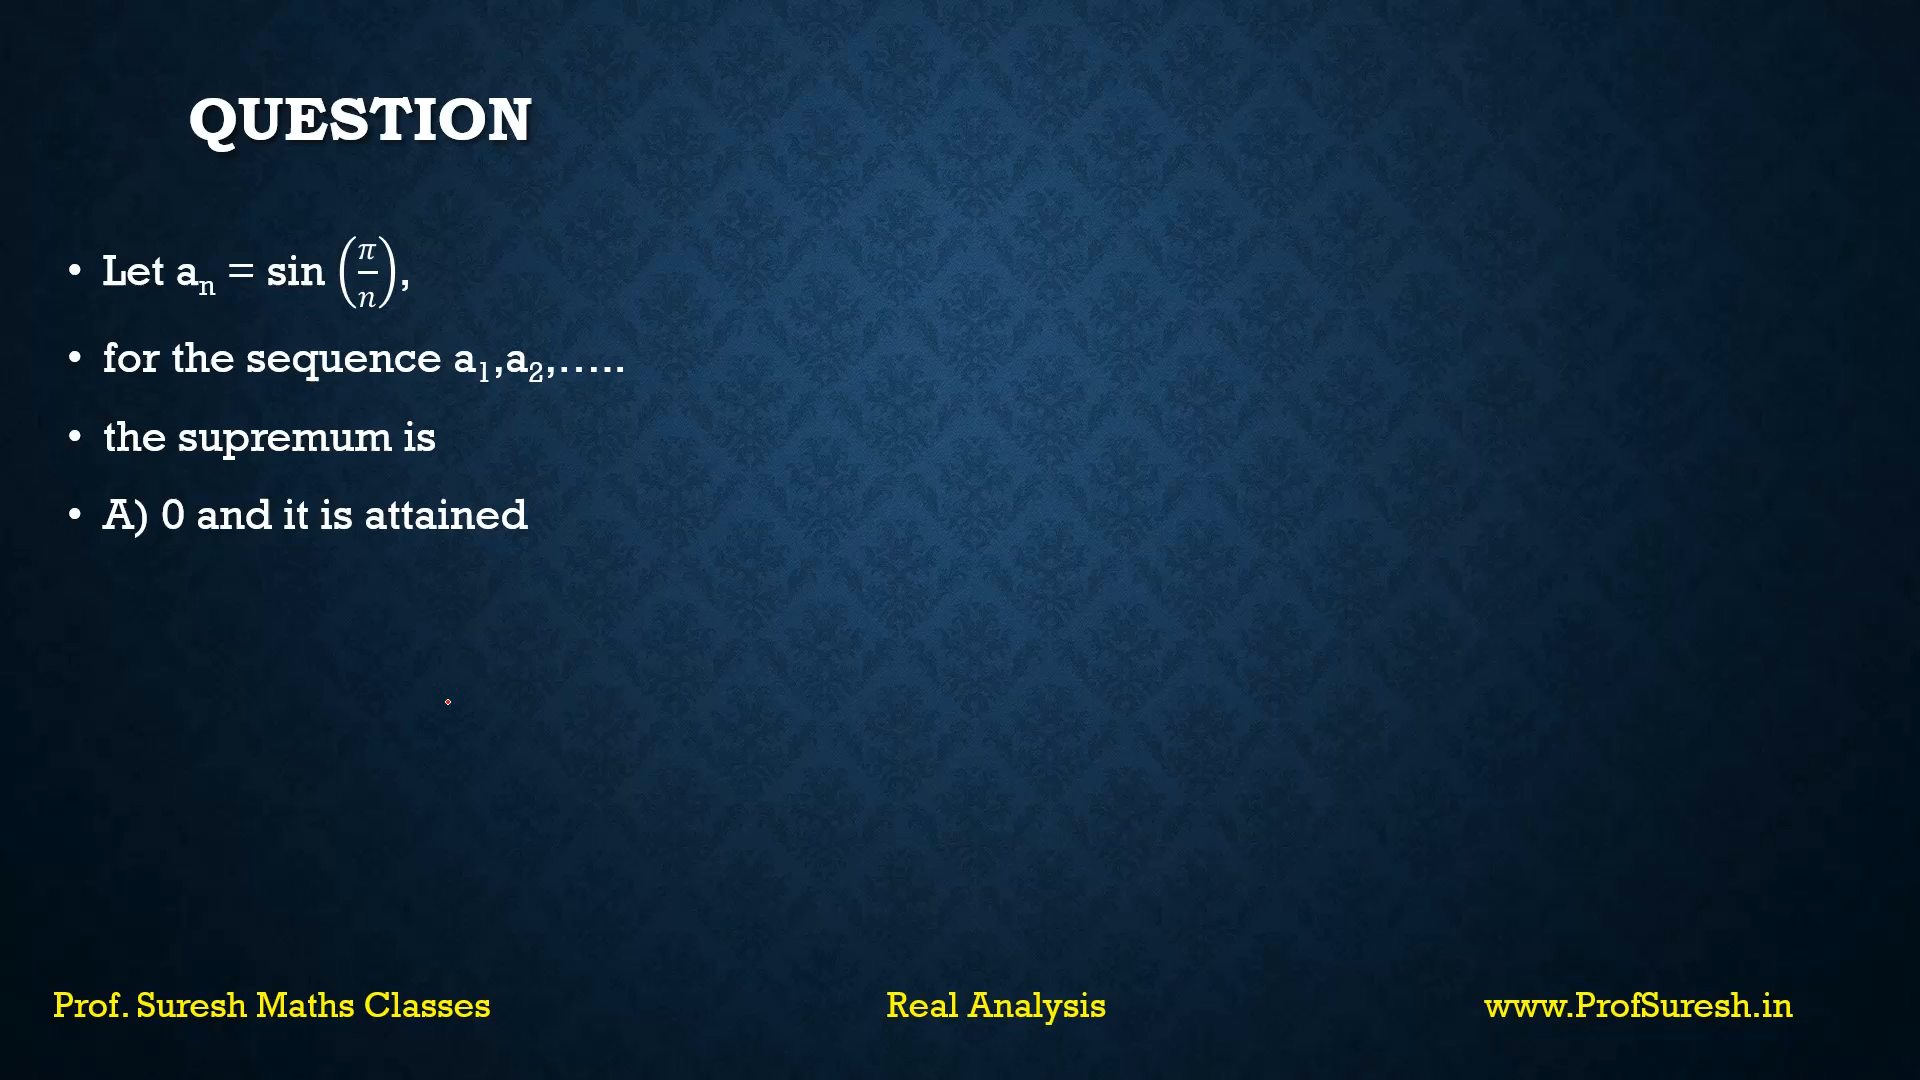 QUESTION
• Let aₙ = sin (π/n),
• for the sequence a₁,a₂,.....
• the supremum is
• A) 0 and it is attained
Prof. Suresh Maths Classes
Real Analysis
www.ProfSuresh.in